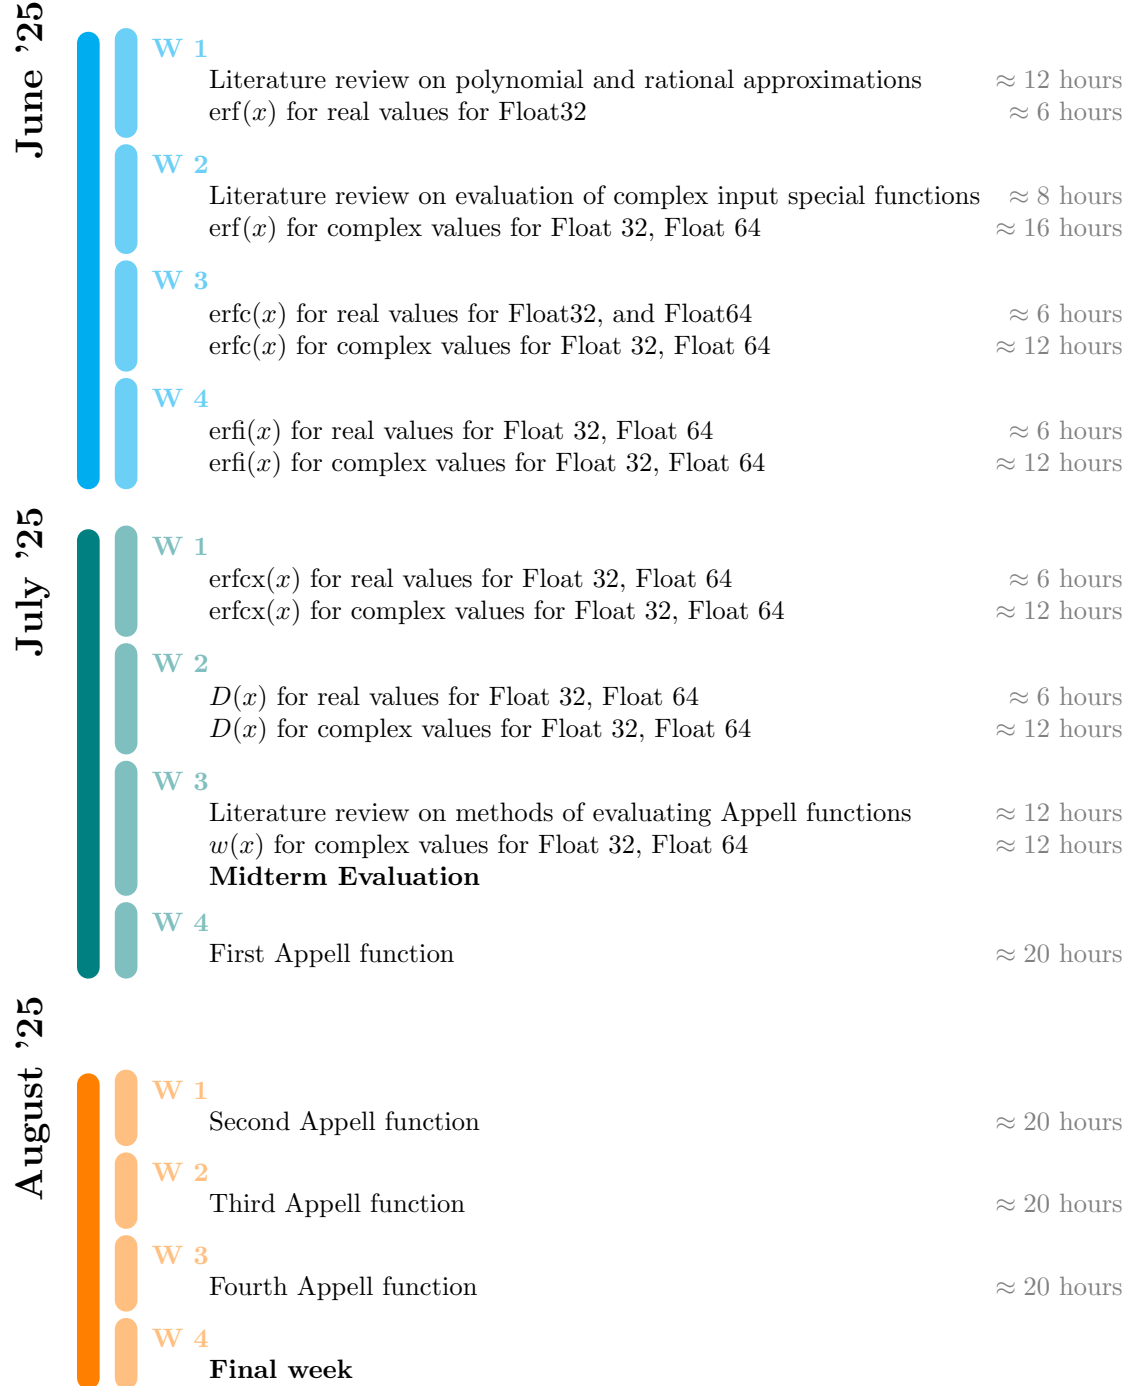 June ’25
W 1
Literature review on polynomial and rational approximations ≈ 12 hours
erf(x) for real values for Float32 ≈ 6 hours
W 2
Literature review on evaluation of complex input special functions ≈ 8 hours
erf(x) for complex values for Float 32, Float 64 ≈ 16 hours
W 3
erfc(x) for real values for Float32, and Float64 ≈ 6 hours
erfc(x) for complex values for Float 32, Float 64 ≈ 12 hours
W 4
erfi(x) for real values for Float 32, Float 64 ≈ 6 hours
erfi(x) for complex values for Float 32, Float 64 ≈ 12 hours
July ’25
W 1
erfcx(x) for real values for Float 32, Float 64 ≈ 6 hours
erfcx(x) for complex values for Float 32, Float 64 ≈ 12 hours
W 2
D(x) for real values for Float 32, Float 64 ≈ 6 hours
D(x) for complex values for Float 32, Float 64 ≈ 12 hours
W 3
Literature review on methods of evaluating Appell functions ≈ 12 hours
w(x) for complex values for Float 32, Float 64 ≈ 12 hours
Midterm Evaluation
W 4
First Appell function ≈ 20 hours
August ’25
W 1
Second Appell function ≈ 20 hours
W 2
Third Appell function ≈ 20 hours
W 3
Fourth Appell function ≈ 20 hours
W 4
Final week